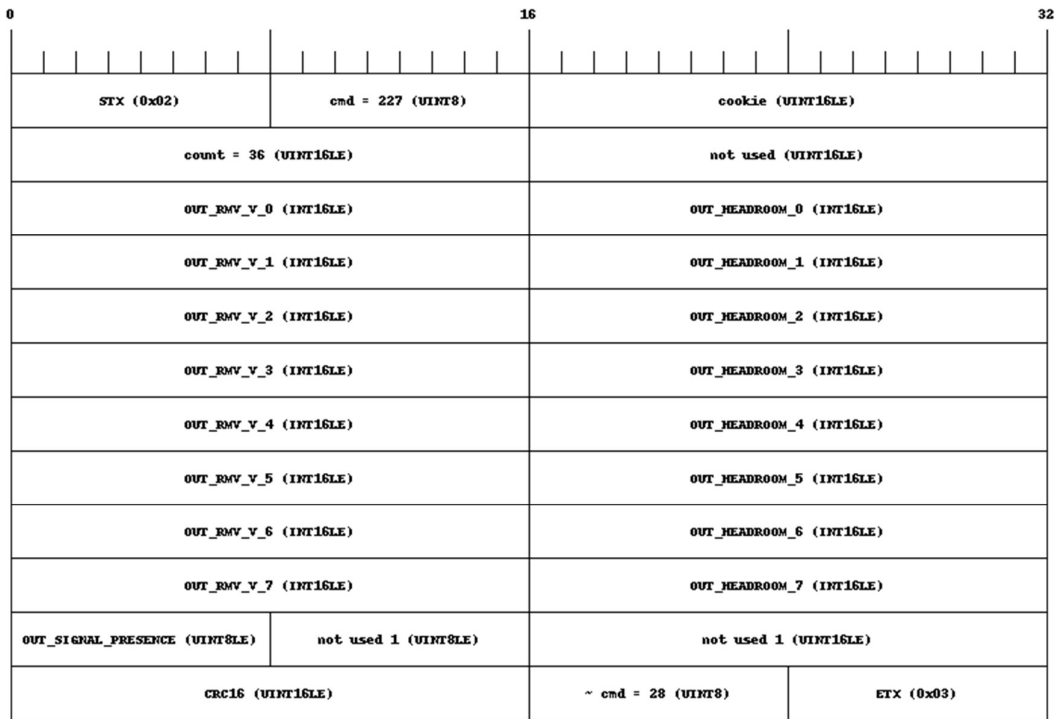 0 16 32
STX (0x02) cmd = 227 (UINT8) cookie (UINT16LE)
count = 36 (UINT16LE) not used (UINT16LE)
OUT_RMV_V_0 (INT16LE) OUT_HEADROOM_0 (INT16LE)
OUT_RMV_V_1 (INT16LE) OUT_HEADROOM_1 (INT16LE)
OUT_RMV_V_2 (INT16LE) OUT_HEADROOM_2 (INT16LE)
OUT_RMV_V_3 (INT16LE) OUT_HEADROOM_3 (INT16LE)
OUT_RMV_V_4 (INT16LE) OUT_HEADROOM_4 (INT16LE)
OUT_RMV_V_5 (INT16LE) OUT_HEADROOM_5 (INT16LE)
OUT_RMV_V_6 (INT16LE) OUT_HEADROOM_6 (INT16LE)
OUT_RMV_V_7 (INT16LE) OUT_HEADROOM_7 (INT16LE)
OUT_SIGNAL_PRESENCE (UINT8LE) not used 1 (UINT8LE) not used 1 (UINT16LE)
CRC16 (UINT16LE) ~ cmd = 28 (UINT8) ETX (0x03)